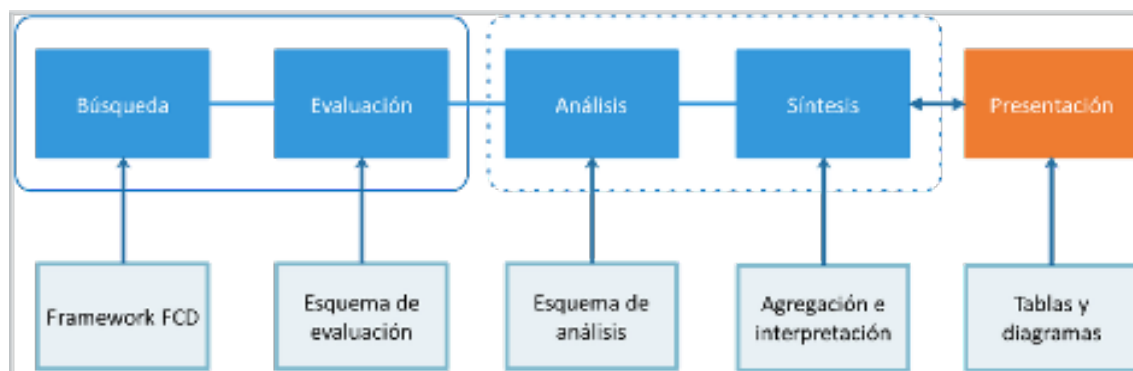 Búsqueda
Evaluación
Análisis
Síntesis
Presentación
Framework FCD
Esquema de
evaluación
Esquema de
análisis
Agregación e
interpretación
Tablas y
diagramas